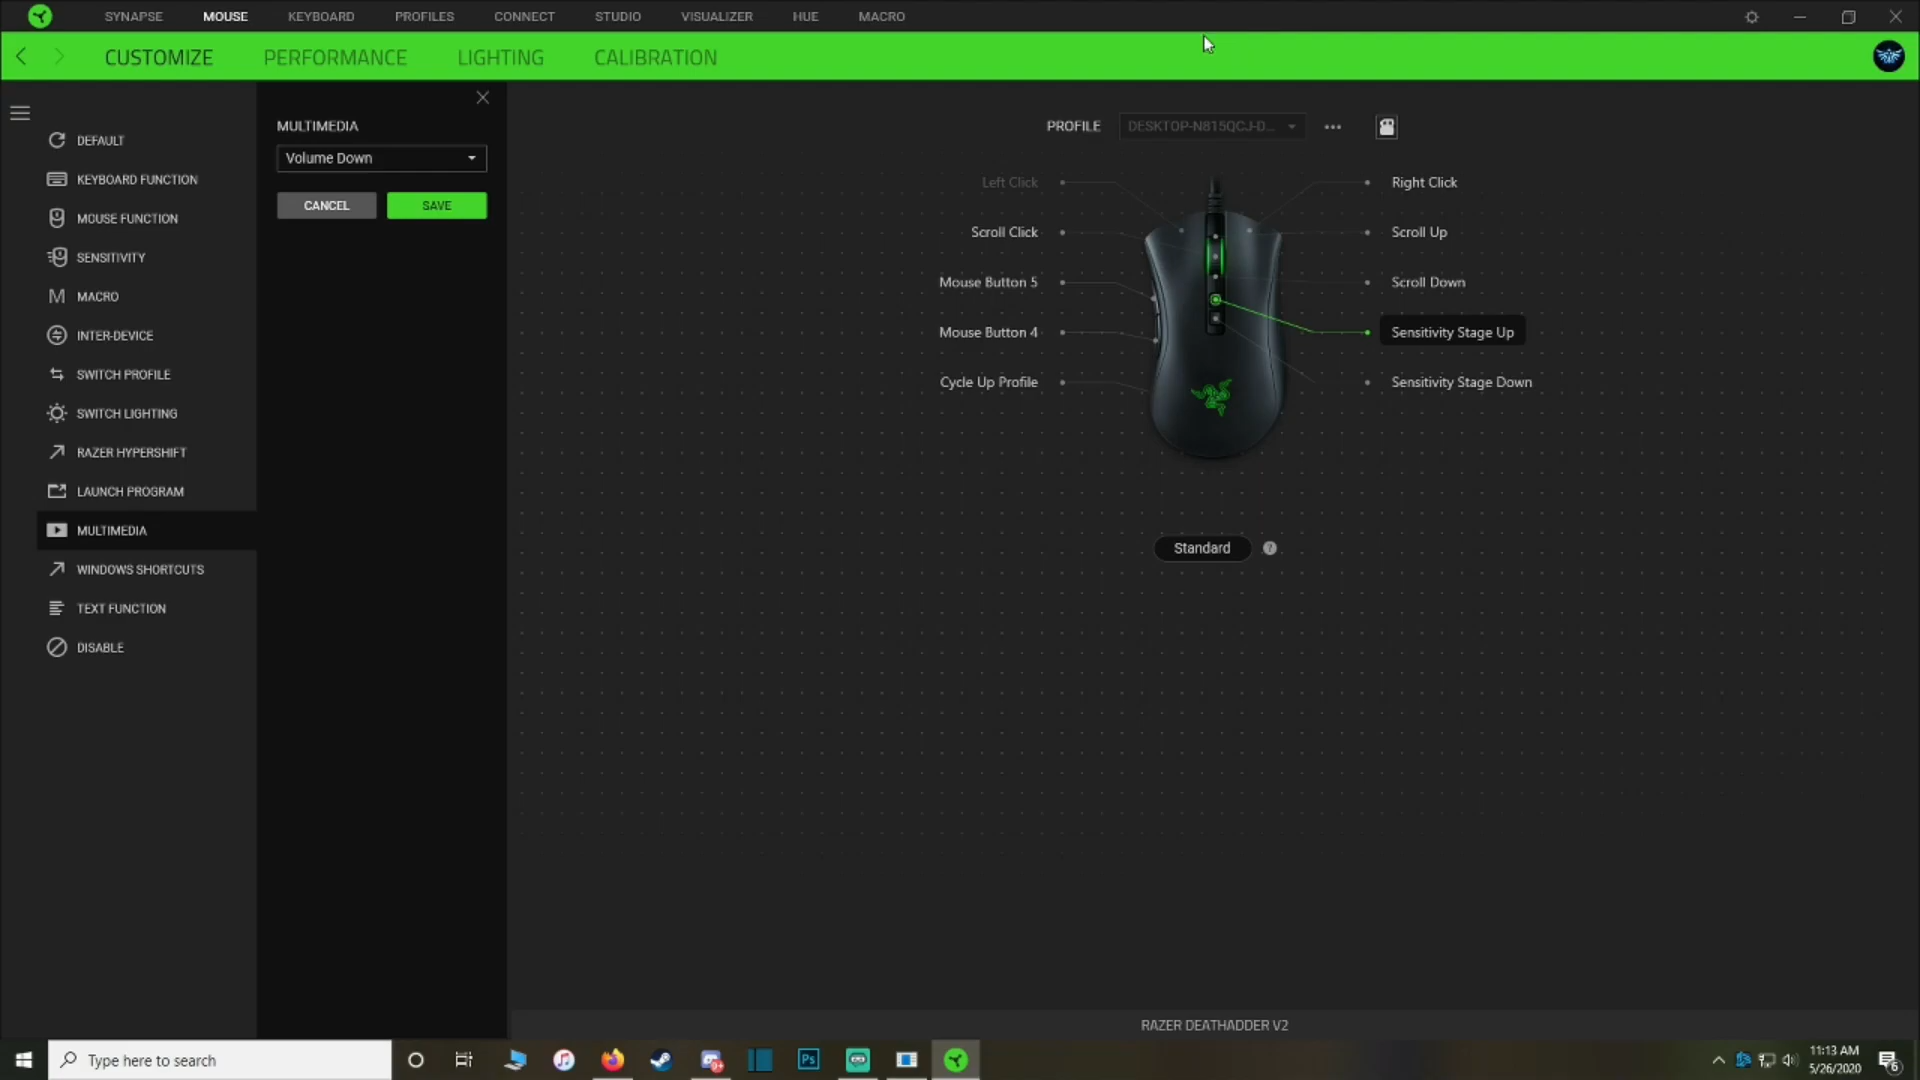 SYNAPSE MOUSE KEYBOARD PROFILES CONNECT STUDIO VISUALIZER HUE MACRO
CUSTOMIZE PERFORMANCE LIGHTING CALIBRATION
MULTIMEDIA
Volume Down
CANCEL SAVE
DEFAULT
KEYBOARD FUNCTION
MOUSE FUNCTION
SENSITIVITY
MACRO
INTER-DEVICE
SWITCH PROFILE
SWITCH LIGHTING
RAZER HYPERSHIFT
LAUNCH PROGRAM
MULTIMEDIA
WINDOWS SHORTCUTS
TEXT FUNCTION
DISABLE
PROFILE DESKTOP-N815QCJ-D... 
Left Click
Scroll Click
Mouse Button 5
Mouse Button 4
Cycle Up Profile
Right Click
Scroll Up
Scroll Down
Sensitivity Stage Up
Sensitivity Stage Down
Standard ?
RAZER DEATHADDER V2
Type here to search
Ps
11:13 AM
5/26/2020
6